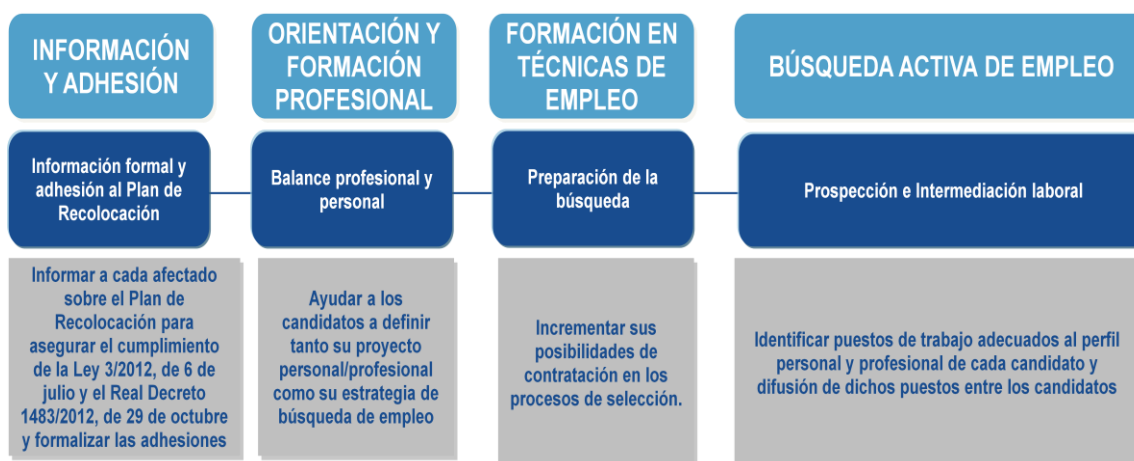 INFORMACIÓN
Y ADHESIÓN
ORIENTACIÓN Y
FORMACIÓN
PROFESIONAL
FORMACIÓN EN
TÉCNICAS DE
EMPLEO
BÚSQUEDA ACTIVA DE EMPLEO
Información formal y
adhesión al Plan de
Recolocación
Balance profesional y
personal
Preparación de la
búsqueda
Prospección e Intermediación laboral
Informar a cada afectado
sobre el Plan de
Recolocación para
asegurar el cumplimiento
de la Ley 3/2012, de 6 de
julio y el Real Decreto
1483/2012, de 29 de octubre
y formalizar las adhesiones
Ayudar a los
candidatos a definir
tanto su proyecto
personal/profesional
como su estrategia de
búsqueda de empleo
Incrementar sus
posibilidades de
contratación en los
procesos de selección.
Identificar puestos de trabajo adecuados al perfil
personal y profesional de cada candidato y
difusión de dichos puestos entre los candidatos